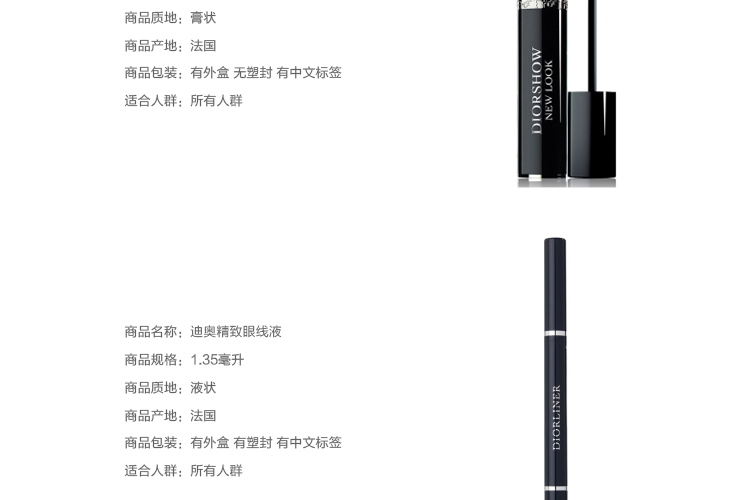 商品质地：膏状
商品产地：法国
商品包装：有外盒 无塑封 有中文标签
适合人群：所有人群
DIORSHOW
NEW LOOK
商品名称：迪奥精致眼线液
商品规格：1.35毫升
商品质地：液状
商品产地：法国
商品包装：有外盒 有塑封 有中文标签
适合人群：所有人群
DIORLINER